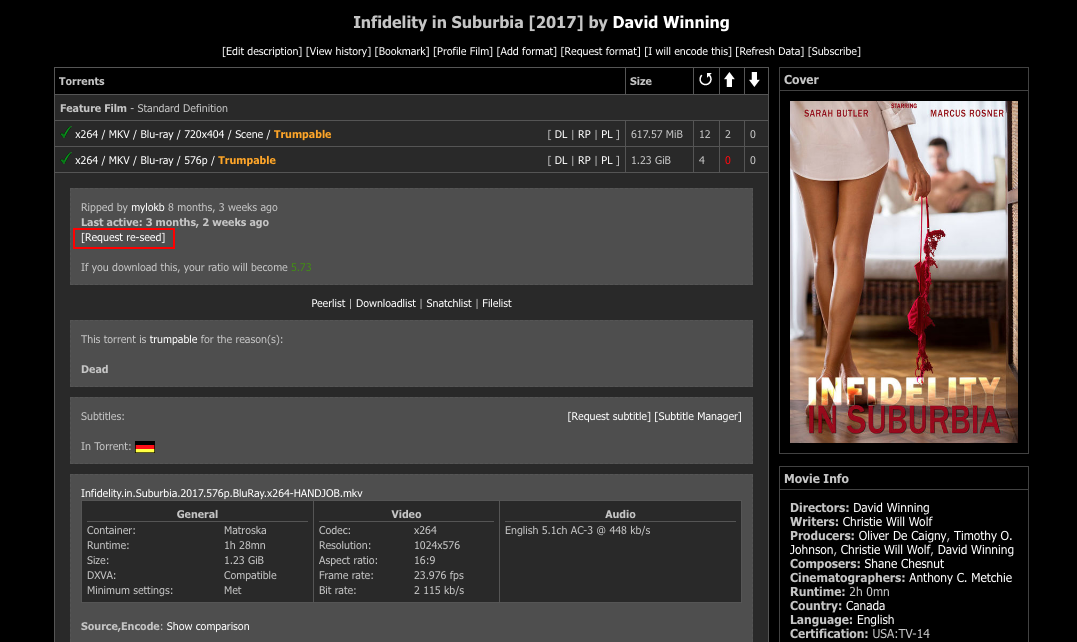 Infidelity in Suburbia [2017] by David Winning
[Edit description] [View history] [Bookmark] [Profile Film] [Add format] [Request format] [I will encode this] [Refresh Data] [Subscribe]
Torrents Size
Feature Film - Standard Definition
x264 / MKV / Blu-ray / 720x404 / Scene / Trumpable [ DL | RP | PL ] 617.57 MiB 12 2 0
x264 / MKV / Blu-ray / 576p / Trumpable [ DL | RP | PL ] 1.23 GiB 4 0 0
Ripped by mylokb 8 months, 3 weeks ago
Last active: 3 months, 2 weeks ago
[Request re-seed]
If you download this, your ratio will become 5.73
Peerlist | Downloadlist | Snatchlist | Filelist
This torrent is trumpable for the reason(s):
Dead
Subtitles: [Request subtitle] [Subtitle Manager]
In Torrent:
Infidelity.in.Suburbia.2017.576p.BluRay.x264-HANDJOB.mkv
General Video Audio
Container: Matroska Codec: x264 English 5.1ch AC-3 @ 448 kb/s
Runtime: 1h 28mn Resolution: 1024x576
Size: 1.23 GiB Aspect ratio: 16:9
DXVA: Compatible Frame rate: 23.976 fps
Minimum settings: Met Bit rate: 2 115 kb/s
Source,Encode: Show comparison
Cover
STARRING
SARAH BUTLER MARCUS ROSNER
INFIDELITY
IN SUBURBIA
Movie Info
Directors: David Winning
Writers: Christie Will Wolf
Producers: Oliver De Caigny, Timothy O.
Johnson, Christie Will Wolf, David Winning
Composers: Shane Chesnut
Cinematographers: Anthony C. Metchie
Runtime: 2h 0mn
Country: Canada
Language: English
Certification: USA:TV-14